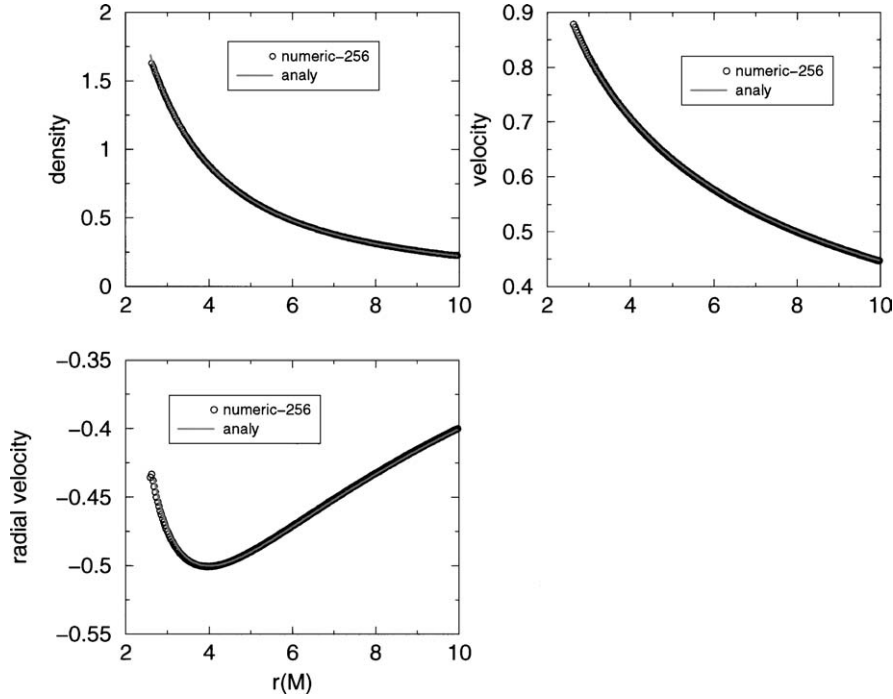 2
1.5
1
0.5
0
density
numeric-256
analy
2 4 6 8 10
0.9
0.8
0.7
0.6
0.5
0.4
velocity
numeric-256
analy
2 4 6 8 10
-0.35
-0.4
-0.45
-0.5
-0.55
radial velocity
numeric-256
analy
2 4 6 8 10
r(M)